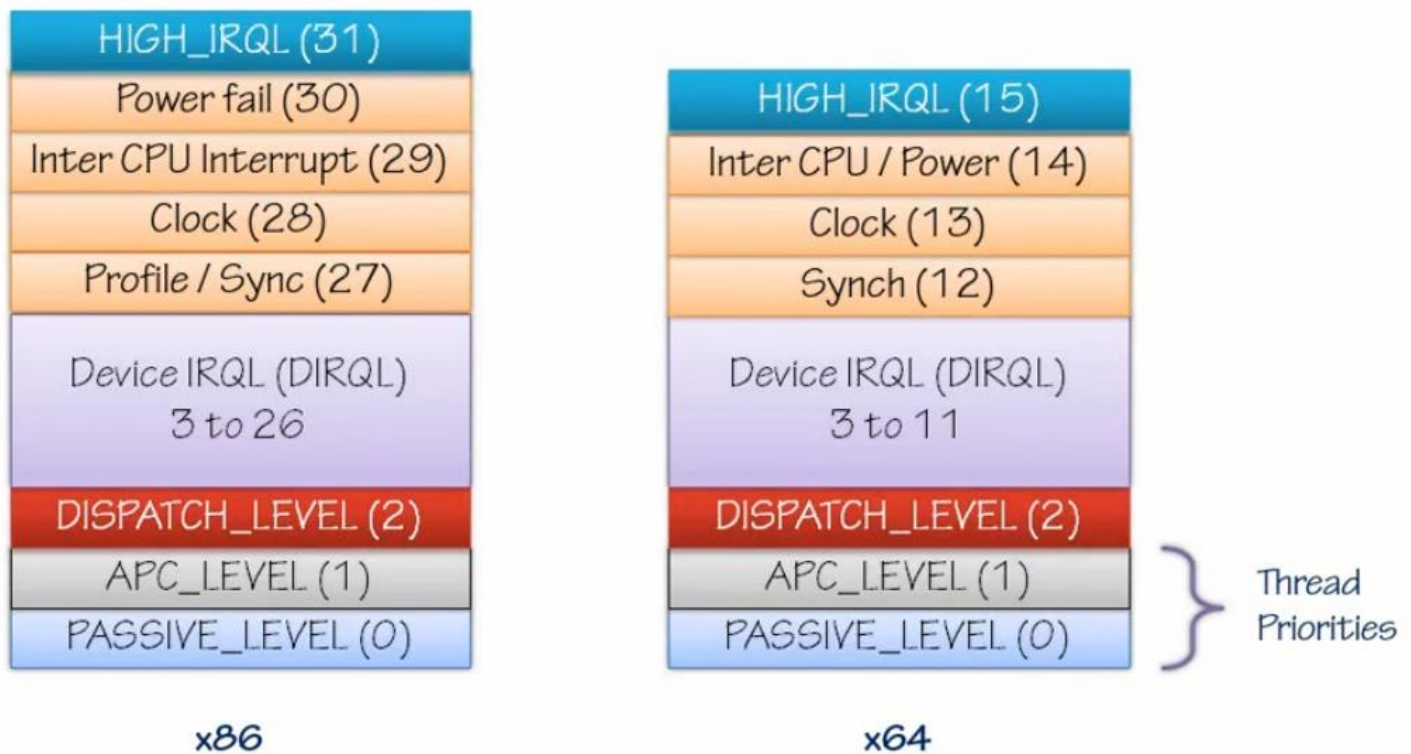 HIGH_IRQL (31)
Power fail (30)
Inter CPU Interrupt (29)
Clock (28)
Profile / Sync (27)
Device IRQL (DIRQL)
3 to 26
DISPATCH_LEVEL (2)
APC_LEVEL (1)
PASSIVE_LEVEL (0)
x86
HIGH_IRQL (15)
Inter CPU / Power (14)
Clock (13)
Synch (12)
Device IRQL (DIRQL)
3 to 11
DISPATCH_LEVEL (2)
APC_LEVEL (1)
PASSIVE_LEVEL (0)
x64
Thread
Priorities